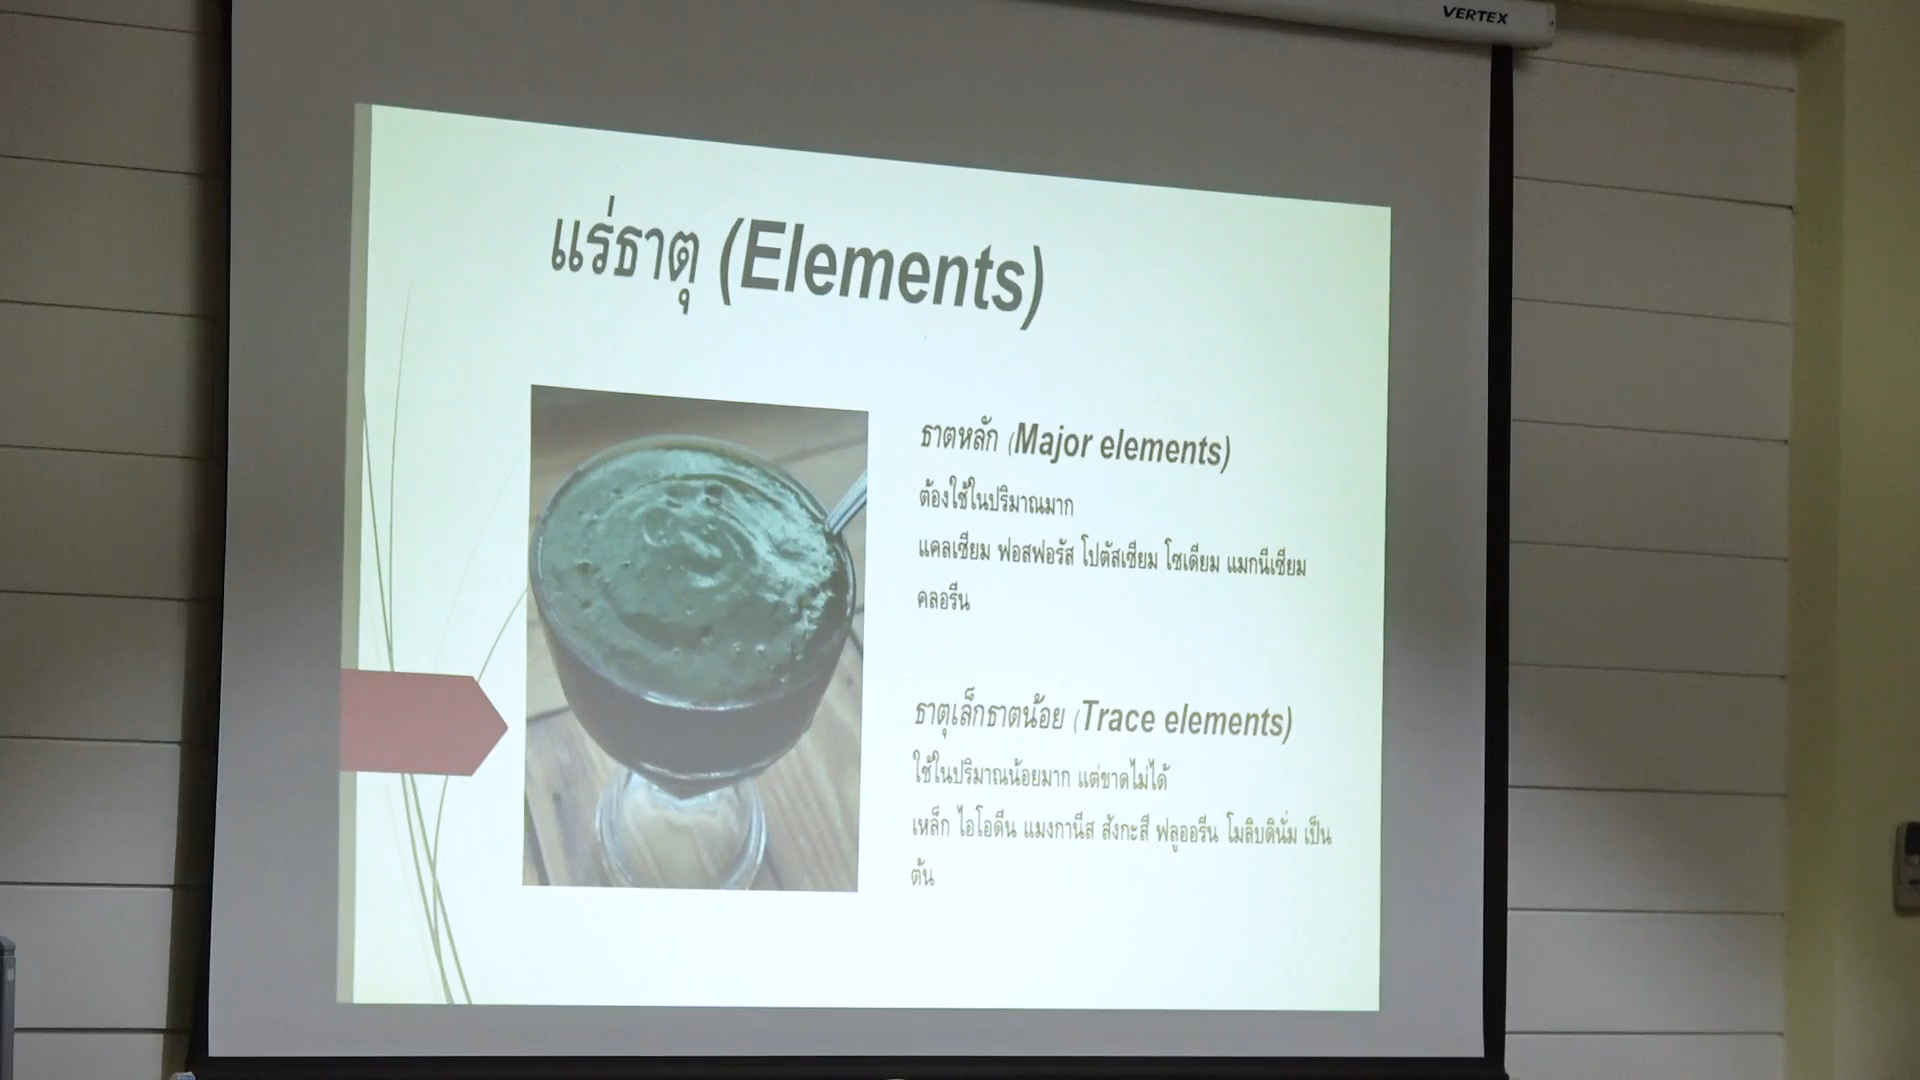 VERTEX
แร่ธาตุ (Elements)
ธาตหลัก (Major elements)
ต้องใช้ในปริมาณมาก
แคลเซียม ฟอสฟอรัส โปตัสเซียม โซเดียม แมกนีเซียม
คลอรีน
ธาตุเล็กธาตน้อย (Trace elements)
ใช้ในปริมาณน้อยมาก แต่ขาดไม่ได้
เหล็ก ไอโอดีน แมงกานีส สังกะสี ฟลูออรีน โมลิบดินั่ม เป็น
ต้น